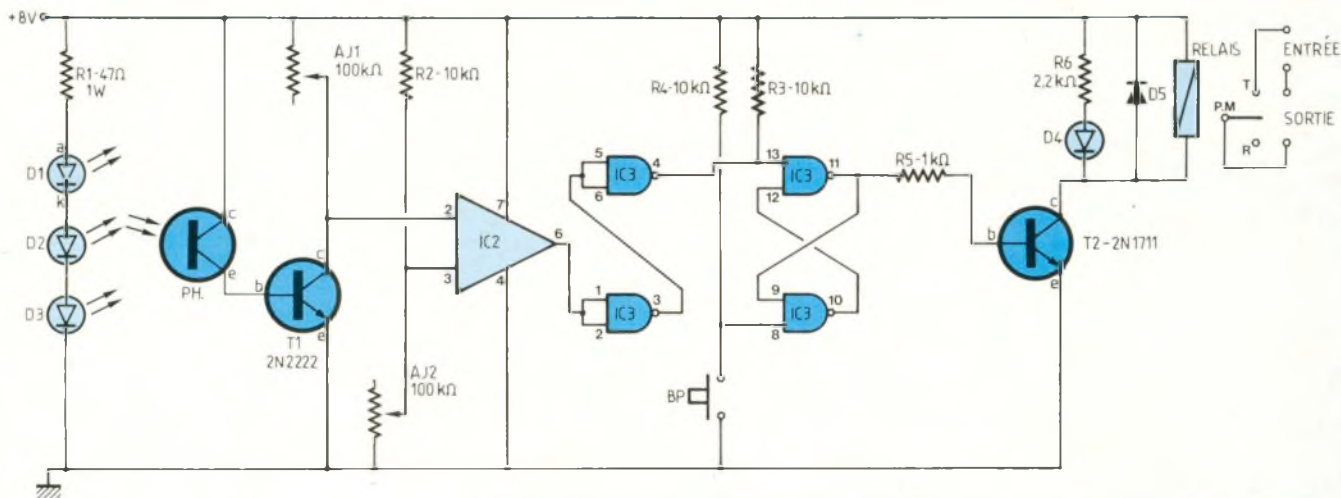 +8V
R1-47Ω
1W
a
D1
k
D2
D3
c
e
PH.
b
c
e
T1
2N2222
AJ1
100kΩ
R2-10kΩ
AJ2
100kΩ
2
3
7
4
6
IC2
5
6
IC3
4
1
2
IC3
3
R4-10kΩ
R3-10kΩ
13
12
IC3
11
9
8
IC3
10
BP
R5-1kΩ
b
c
e
T2-2N1711
R6
2,2kΩ
D4
D5
RELAIS
ENTRÉE
T
P.M
SORTIE
R